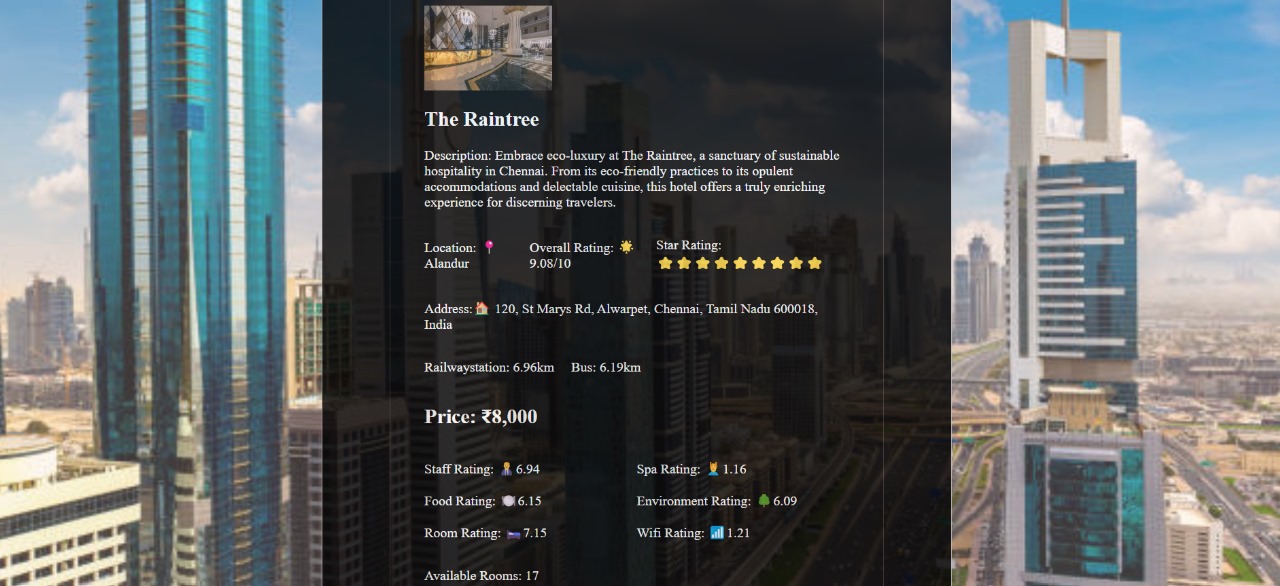 The Raintree
Description: Embrace eco-luxury at The Raintree, a sanctuary of sustainable
hospitality in Chennai. From its eco-friendly practices to its opulent
accommodations and delectable cuisine, this hotel offers a truly enriching
experience for discerning travelers.
Location: 📍 Overall Rating: 🌟 Star Rating:
Alandur 9.08/10 ⭐⭐⭐⭐⭐⭐⭐⭐⭐
Address: 🏠 120, St Marys Rd, Alwarpet, Chennai, Tamil Nadu 600018,
India
Railwaystation: 6.96km Bus: 6.19km
Price: ₹8,000
Staff Rating: 6.94 Spa Rating: 1.16
Food Rating: 🍽️6.15 Environment Rating: 🌳6.09
Room Rating: 🛏️7.15 Wifi Rating: 📶1.21
Available Rooms: 17